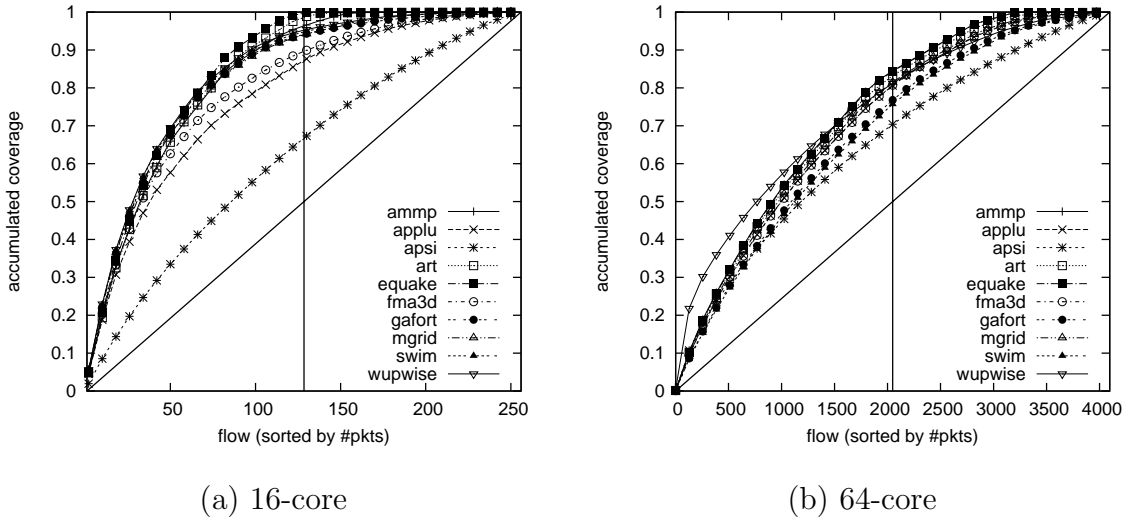 1
0.9
0.8
0.7
0.6
0.5
0.4
0.3
0.2
0.1
0
accumulated coverage
50
100
150
200
250
flow (sorted by #pkts)
ammp
applu
apsi
art
equake
fma3d
gafort
mgrid
swim
wupwise
(a) 16-core
1
0.9
0.8
0.7
0.6
0.5
0.4
0.3
0.2
0.1
0
accumulated coverage
0
500
1000
1500
2000
2500
3000
3500
4000
flow (sorted by #pkts)
ammp
applu
apsi
art
equake
fma3d
gafort
mgrid
swim
wupwise
(b) 64-core